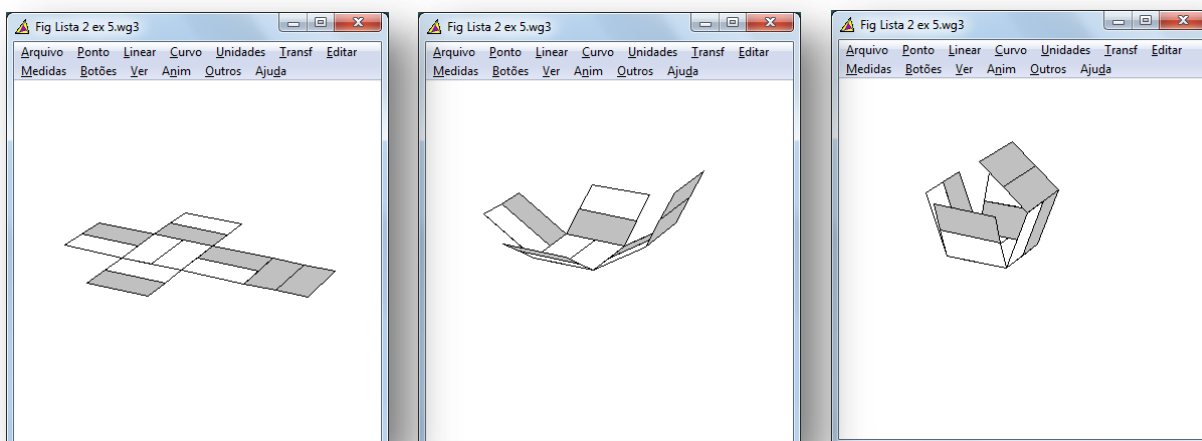 Fig Lista 2 ex 5.wg3
Arquivo Ponto Linear Curvo Unidades Transf Editar
Medidas Botões Ver Anim Outros Ajuda
Fig Lista 2 ex 5.wg3
Arquivo Ponto Linear Curvo Unidades Transf Editar
Medidas Botões Ver Anim Outros Ajuda
Fig Lista 2 ex 5.wg3
Arquivo Ponto Linear Curvo Unidades Transf Editar
Medidas Botões Ver Anim Outros Ajuda